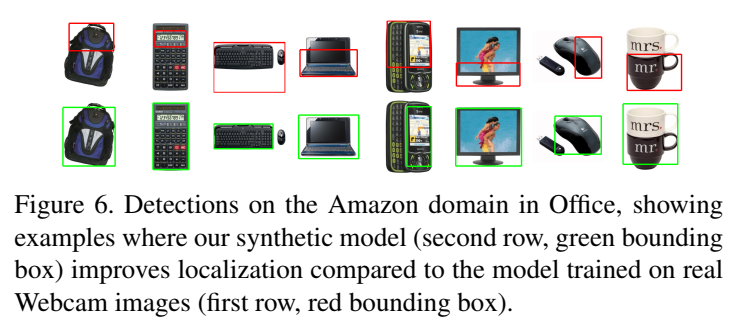 mrs.
mr.
mrs.
mr.
Figure 6. Detections on the Amazon domain in Office, showing
examples where our synthetic model (second row, green bounding
box) improves localization compared to the model trained on real
Webcam images (first row, red bounding box).